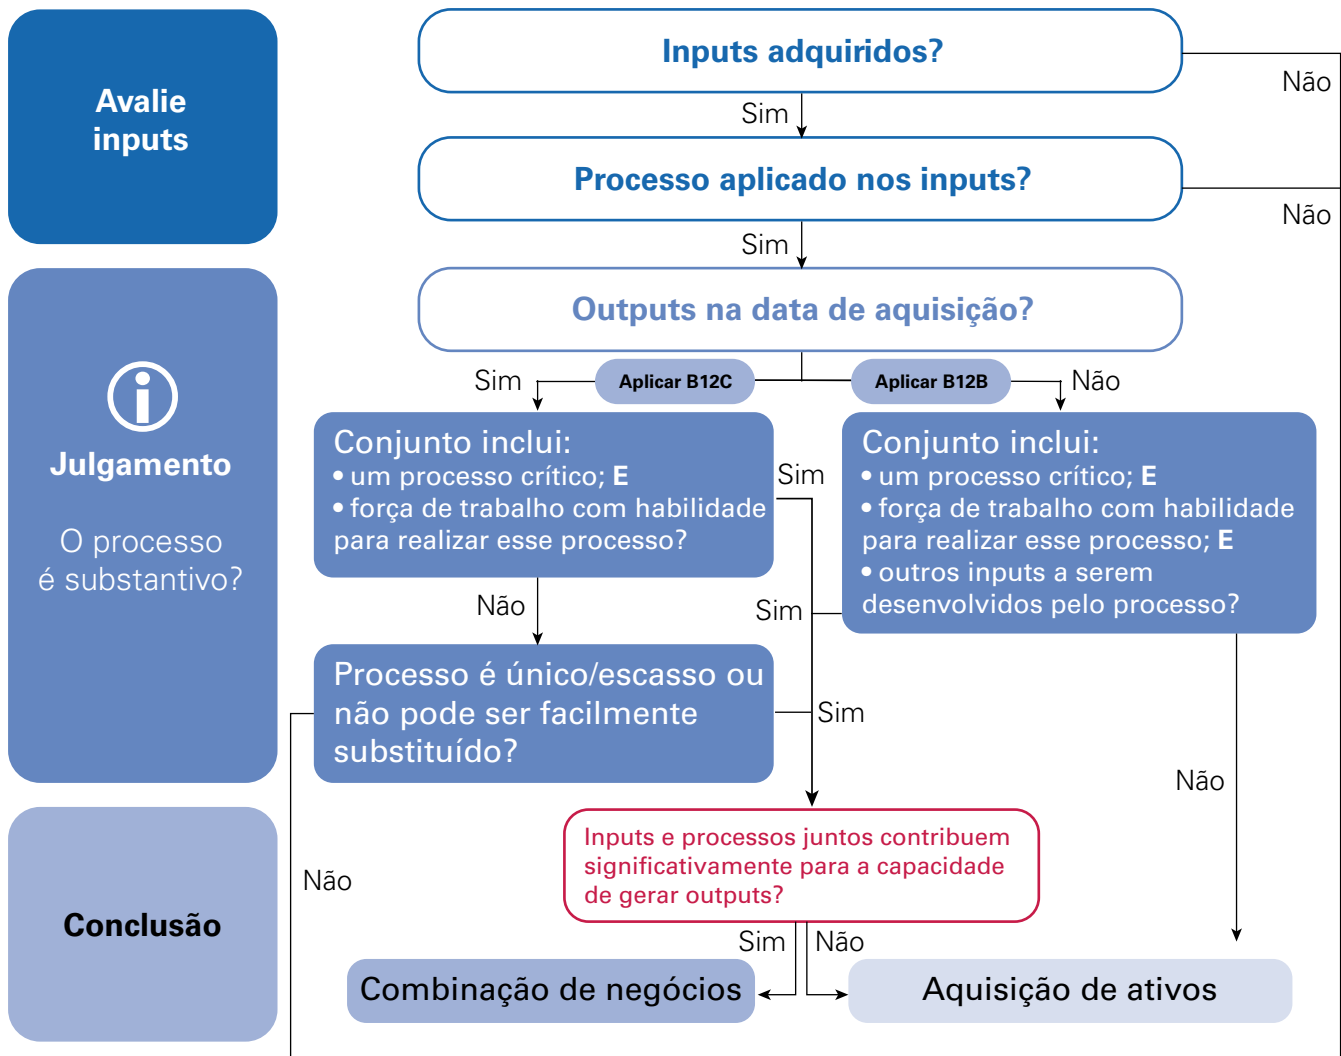 Avalie
inputs
Inputs adquiridos?
Não
Sim
Processo aplicado nos inputs?
Não
Sim
Julgamento
O processo
é substantivo?
Outputs na data de aquisição?
Sim
Aplicar B12C
Aplicar B12B
Não
Conjunto inclui:
• um processo crítico; E
• força de trabalho com habilidade
para realizar esse processo?
Sim
Conjunto inclui:
• um processo crítico; E
• força de trabalho com habilidade
para realizar esse processo; E
• outros inputs a serem
desenvolvidos pelo processo?
Não
Sim
Processo é único/escasso ou
não pode ser facilmente
substituído?
Sim
Não
Não
Conclusão
Inputs e processos juntos contribuem
significativamente para a capacidade
de gerar outputs?
Sim
Não
Combinação de negócios
Aquisição de ativos